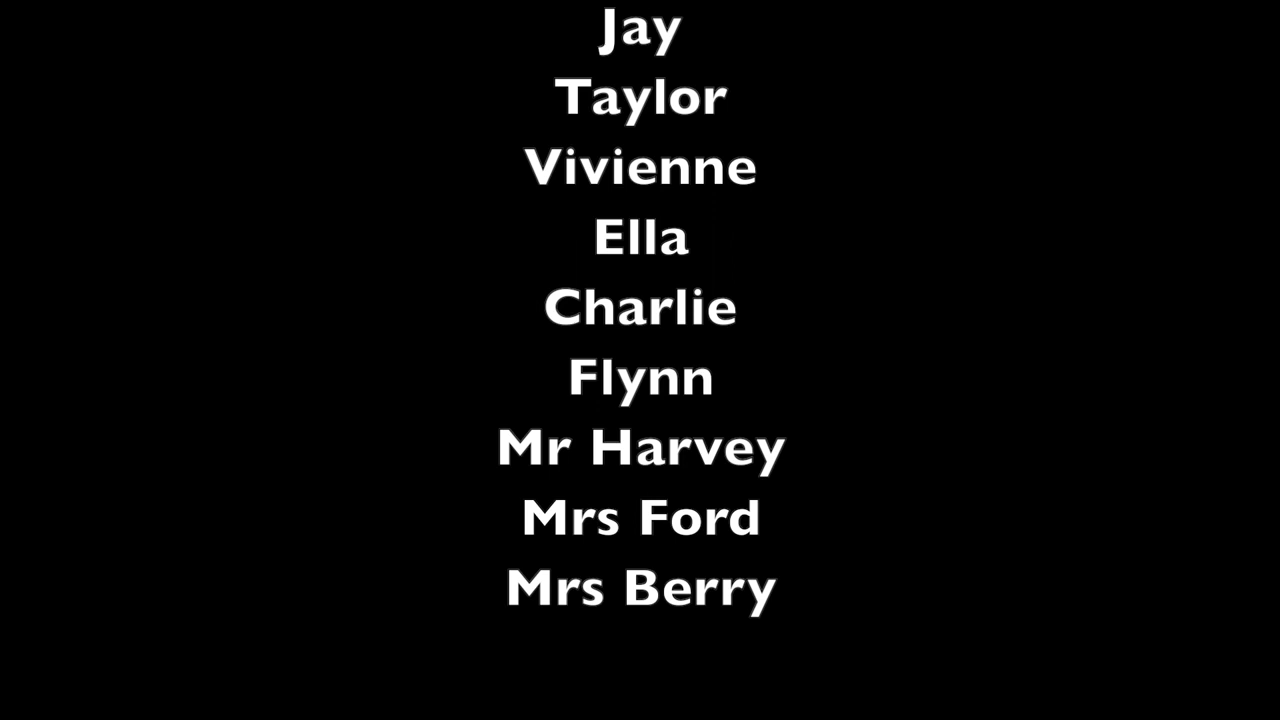 Jay
Taylor
Vivienne
Ella
Charlie
Flynn
Mr Harvey
Mrs Ford
Mrs Berry